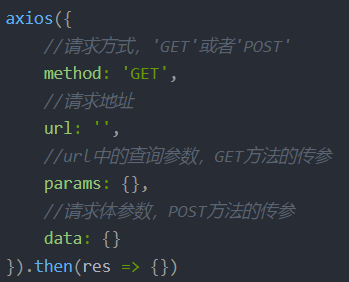 axios({
    //请求方式，'GET'或者'POST'
    method: 'GET',
    //请求地址
    url: '',
    //url中的查询参数，GET方法的传参
    params: {},
    //请求体参数，POST方法的传参
    data: {}
}).then(res => {})